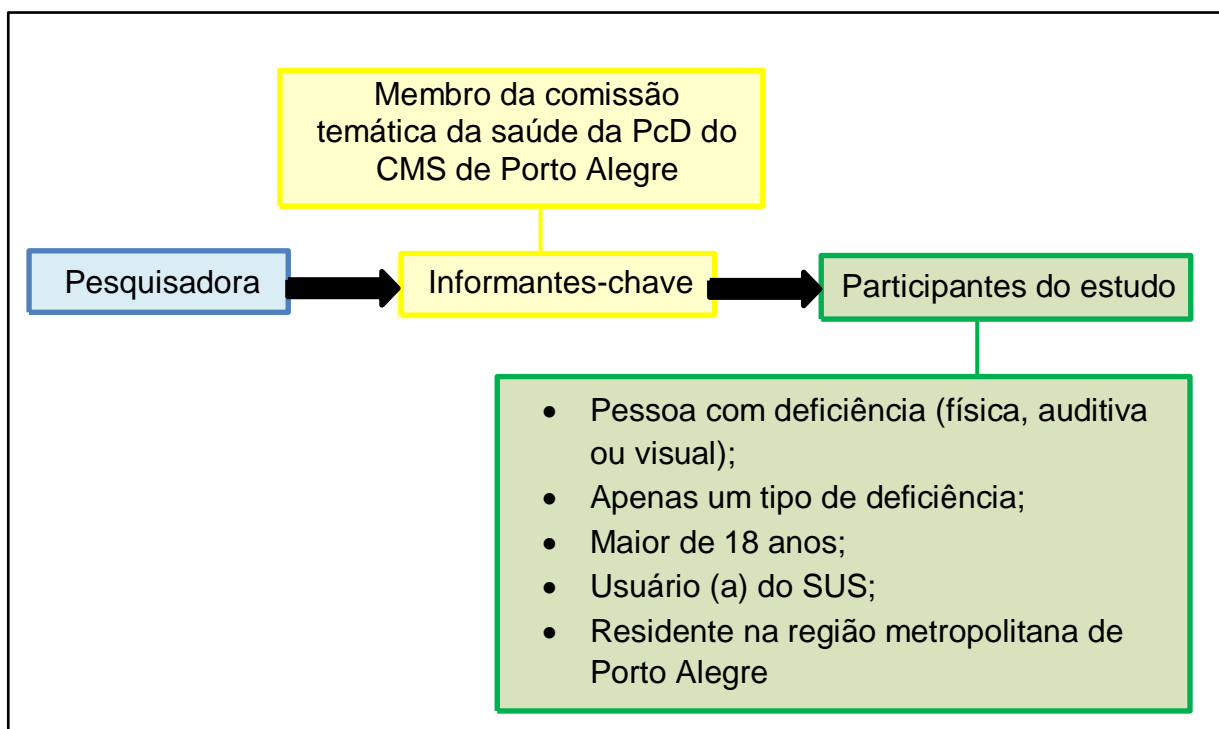 Membro da comissão
temática da saúde da PcD do
CMS de Porto Alegre
Pesquisadora
Informantes-chave
Participantes do estudo
• Pessoa com deficiência (física, auditiva
ou visual);
• Apenas um tipo de deficiência;
• Maior de 18 anos;
• Usuário (a) do SUS;
• Residente na região metropolitana de
Porto Alegre